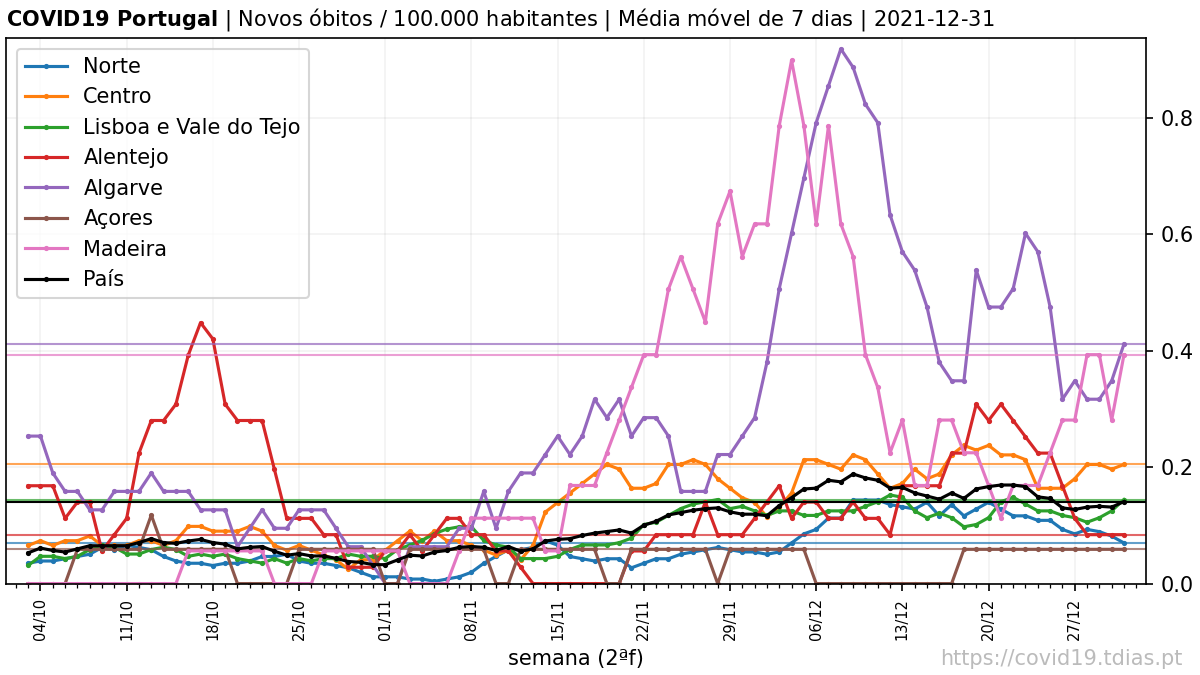 COVID19 Portugal | Novos óbitos / 100.000 habitantes | Média móvel de 7 dias | 2021-12-31
Norte
Centro
Lisboa e Vale do Tejo
Alentejo
Algarve
Açores
Madeira
País
0.8
0.6
0.4
0.2
0.0
04/10
11/10
18/10
25/10
01/11
08/11
15/11
22/11
29/11
06/12
13/12
20/12
27/12
semana (2ªf)
https://covid19.tdias.pt